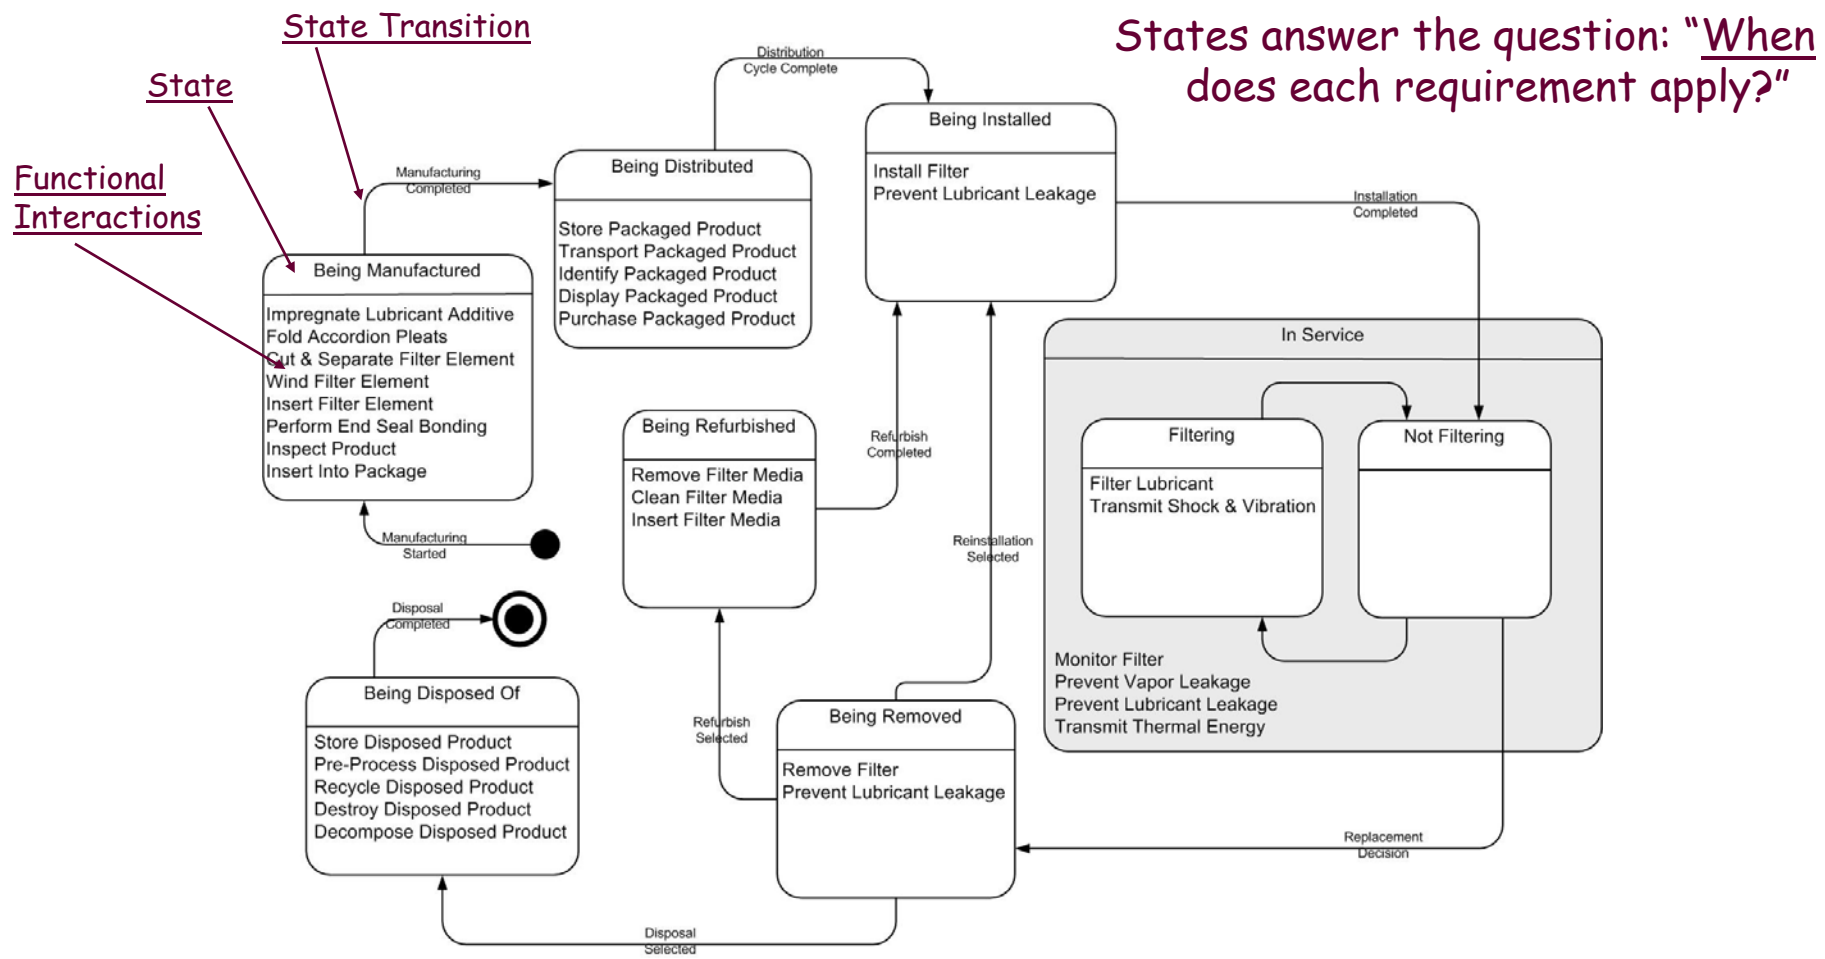 State Transition
States answer the question: “When
does each requirement apply?”
State
Functional
Interactions
Distribution
Cycle Complete
Manufacturing
Completed
Being Distributed
Store Packaged Product
Transport Packaged Product
Identify Packaged Product
Display Packaged Product
Purchase Packaged Product
Being Installed
Install Filter
Prevent Lubricant Leakage
Installation
Completed
Being Manufactured
Impregnate Lubricant Additive
Fold Accordion Pleats
Cut & Separate Filter Element
Wind Filter Element
Insert Filter Element
Perform End Seal Bonding
Inspect Product
Insert Into Package
Manufacturing
Started
Being Refurbished
Remove Filter Media
Clean Filter Media
Insert Filter Media
Refurbish
Completed
Reinstallation
Selected
In Service
Filtering
Filter Lubricant
Transmit Shock & Vibration
Not Filtering
Monitor Filter
Prevent Vapor Leakage
Prevent Lubricant Leakage
Transmit Thermal Energy
Disposal
Completed
Being Disposed Of
Store Disposed Product
Pre-Process Disposed Product
Recycle Disposed Product
Destroy Disposed Product
Decompose Disposed Product
Refurbish
Selected
Being Removed
Remove Filter
Prevent Lubricant Leakage
Replacement
Decision
Disposal
Selected